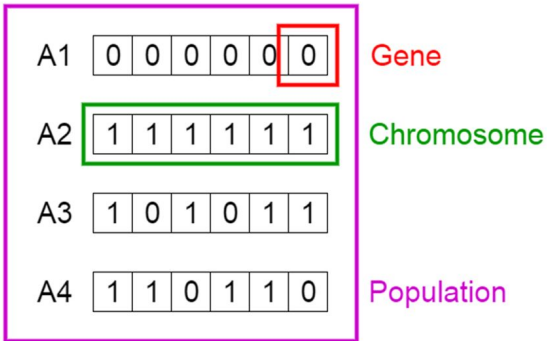 A1 0 0 0 0 0 0 Gene
A2 1 1 1 1 1 1 Chromosome
A3 1 0 1 0 1 1
A4 1 1 0 1 1 0 Population